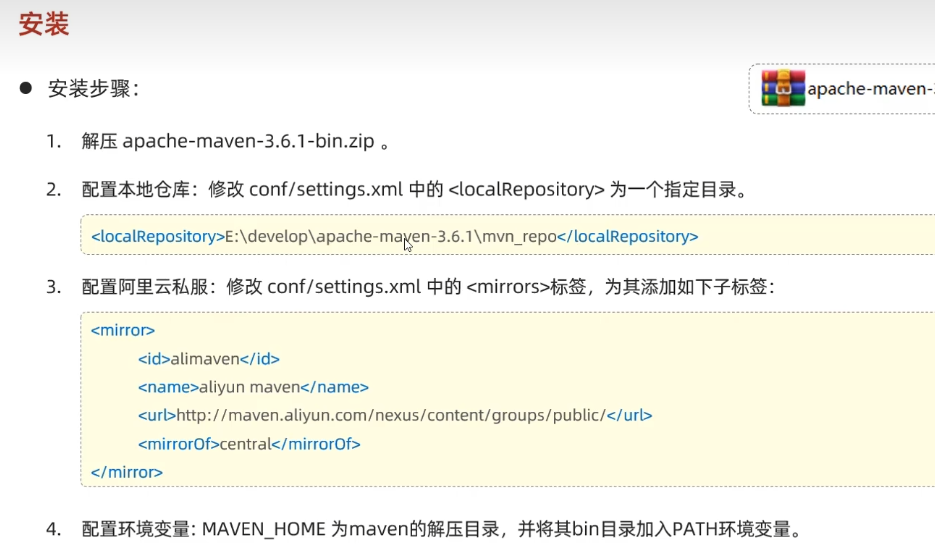 安装
● 安装步骤：
apache-maven-
1. 解压 apache-maven-3.6.1-bin.zip 。
2. 配置本地仓库：修改 conf/settings.xml 中的 <localRepository> 为一个指定目录。
<localRepository>E:\develop\apache-maven-3.6.1\mvn_repo</localRepository>
3. 配置阿里云私服：修改 conf/settings.xml 中的 <mirrors>标签，为其添加如下子标签：
<mirror>
<id>alimaven</id>
<name>aliyun maven</name>
<url>http://maven.aliyun.com/nexus/content/groups/public/</url>
<mirrorOf>central</mirrorOf>
</mirror>
4. 配置环境变量: MAVEN_HOME 为maven的解压目录，并将其bin目录加入PATH环境变量。